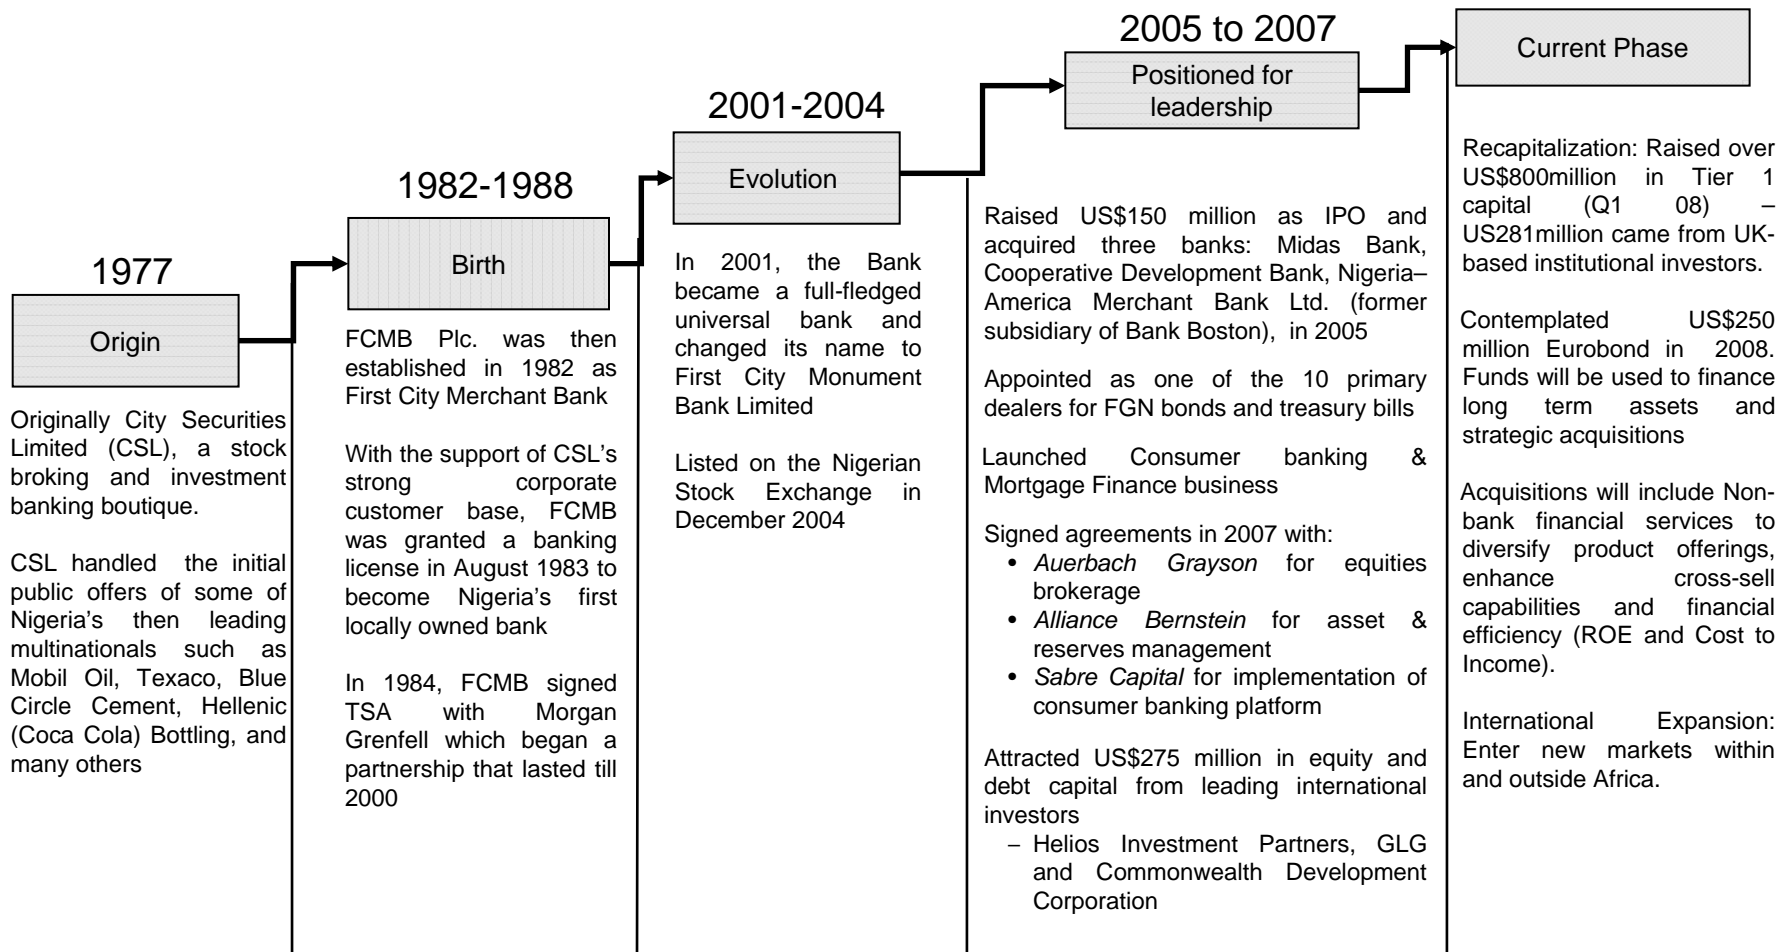 1977
Origin
Originally City Securities
Limited (CSL), a stock
broking and investment
banking boutique.
CSL handled the initial
public offers of some of
Nigeria’s then leading
multinationals such as
Mobil Oil, Texaco, Blue
Circle Cement, Hellenic
(Coca Cola) Bottling, and
many others
1982-1988
Birth
FCMB Plc. was then
established in 1982 as
First City Merchant Bank
With the support of CSL’s
strong corporate
customer base, FCMB
was granted a banking
license in August 1983 to
become Nigeria’s first
locally owned bank
In 1984, FCMB signed
TSA with Morgan
Grenfell which began a
partnership that lasted till
2000
2001-2004
Evolution
In 2001, the Bank
became a full-fledged
universal bank and
changed its name to
First City Monument
Bank Limited
Listed on the Nigerian
Stock Exchange in
December 2004
2005 to 2007
Positioned for
leadership
Raised US$150 million as IPO and
acquired three banks: Midas Bank,
Cooperative Development Bank, Nigeria–
America Merchant Bank Ltd. (former
subsidiary of Bank Boston), in 2005
Appointed as one of the 10 primary
dealers for FGN bonds and treasury bills
Launched Consumer banking &
Mortgage Finance business
Signed agreements in 2007 with:
• Auerbach Grayson for equities
brokerage
• Alliance Bernstein for asset &
reserves management
• Sabre Capital for implementation of
consumer banking platform
Attracted US$275 million in equity and
debt capital from leading international
investors
– Helios Investment Partners, GLG
and Commonwealth Development
Corporation
Current Phase
Recapitalization: Raised over
US$800million in Tier 1
capital (Q1 08) –
US281million came from UK-
based institutional investors.
Contemplated US$250
million Eurobond in 2008.
Funds will be used to finance
long term assets and
strategic acquisitions
Acquisitions will include Non-
bank financial services to
diversify product offerings,
enhance cross-sell
capabilities and financial
efficiency (ROE and Cost to
Income).
International Expansion:
Enter new markets within
and outside Africa.